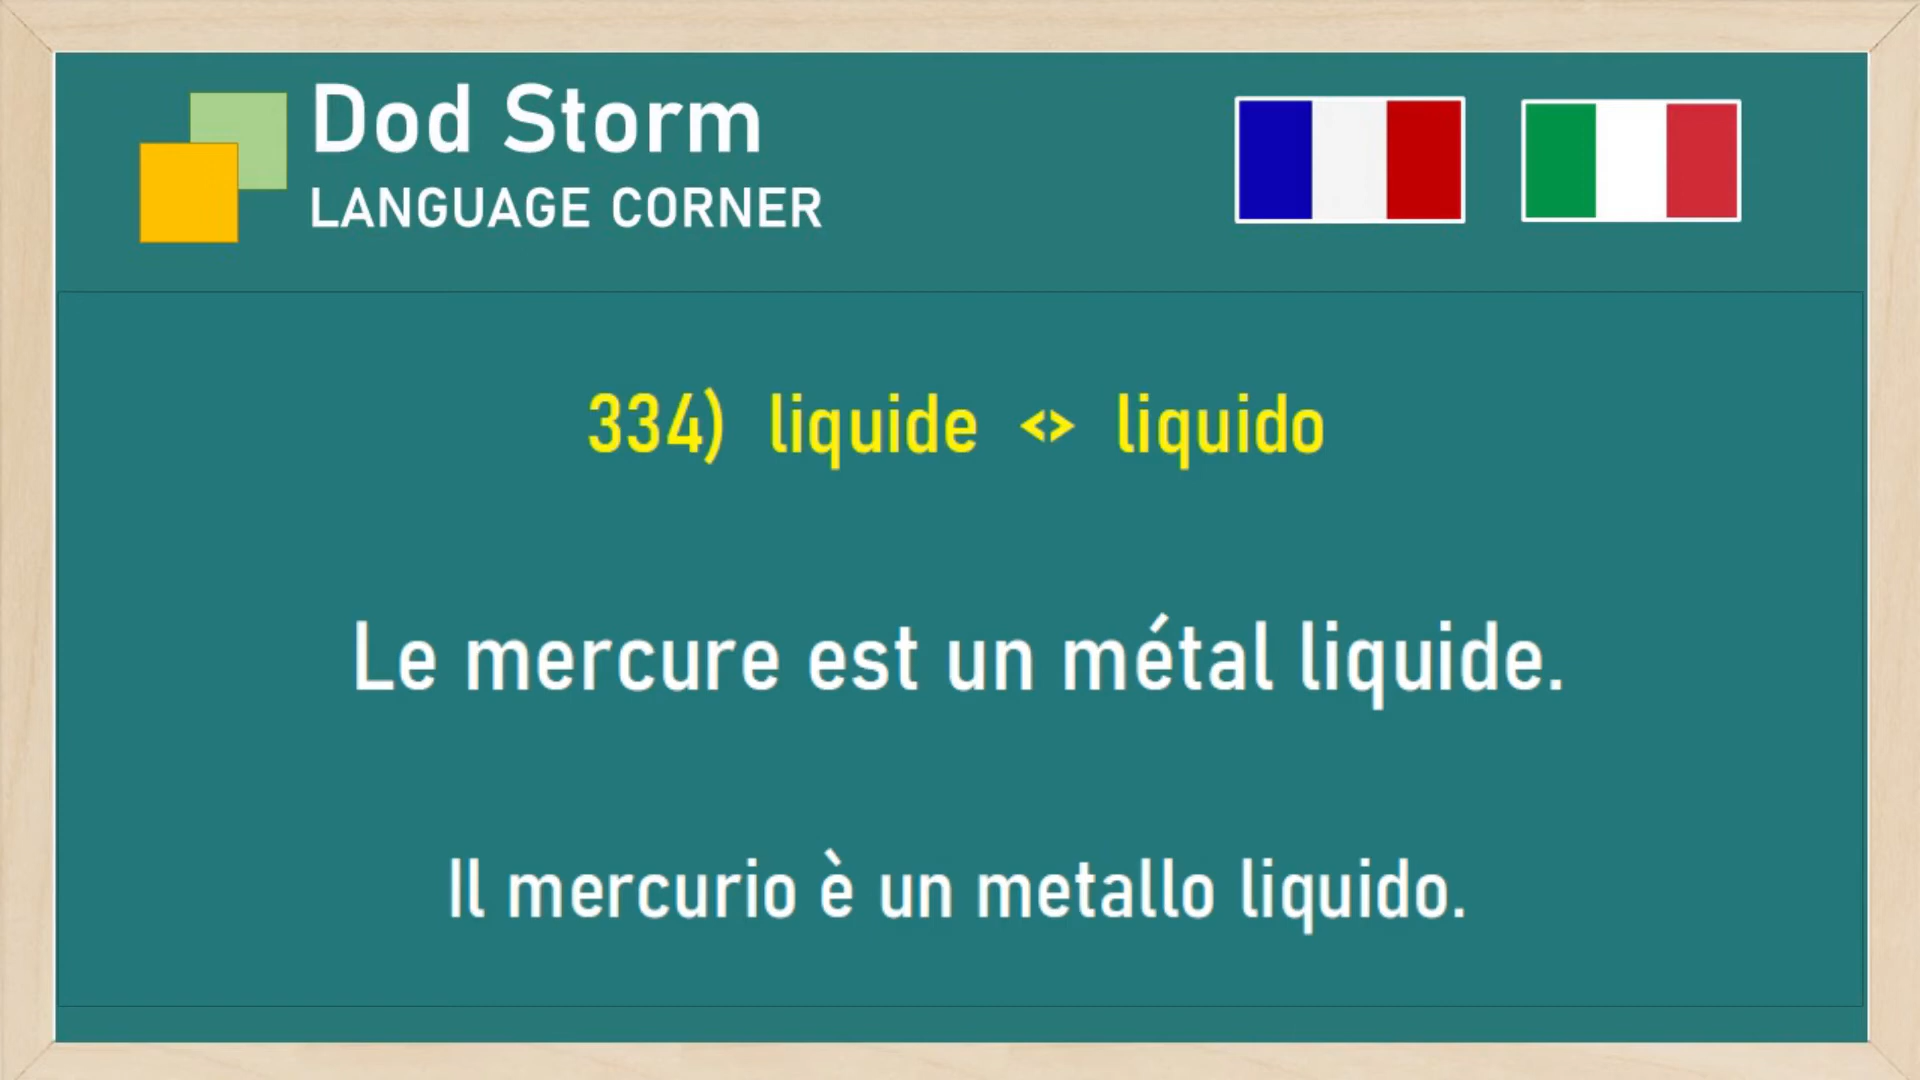 Dod Storm
LANGUAGE CORNER
334) liquide <> liquido
Le mercure est un métal liquide.
Il mercurio è un metallo liquido.